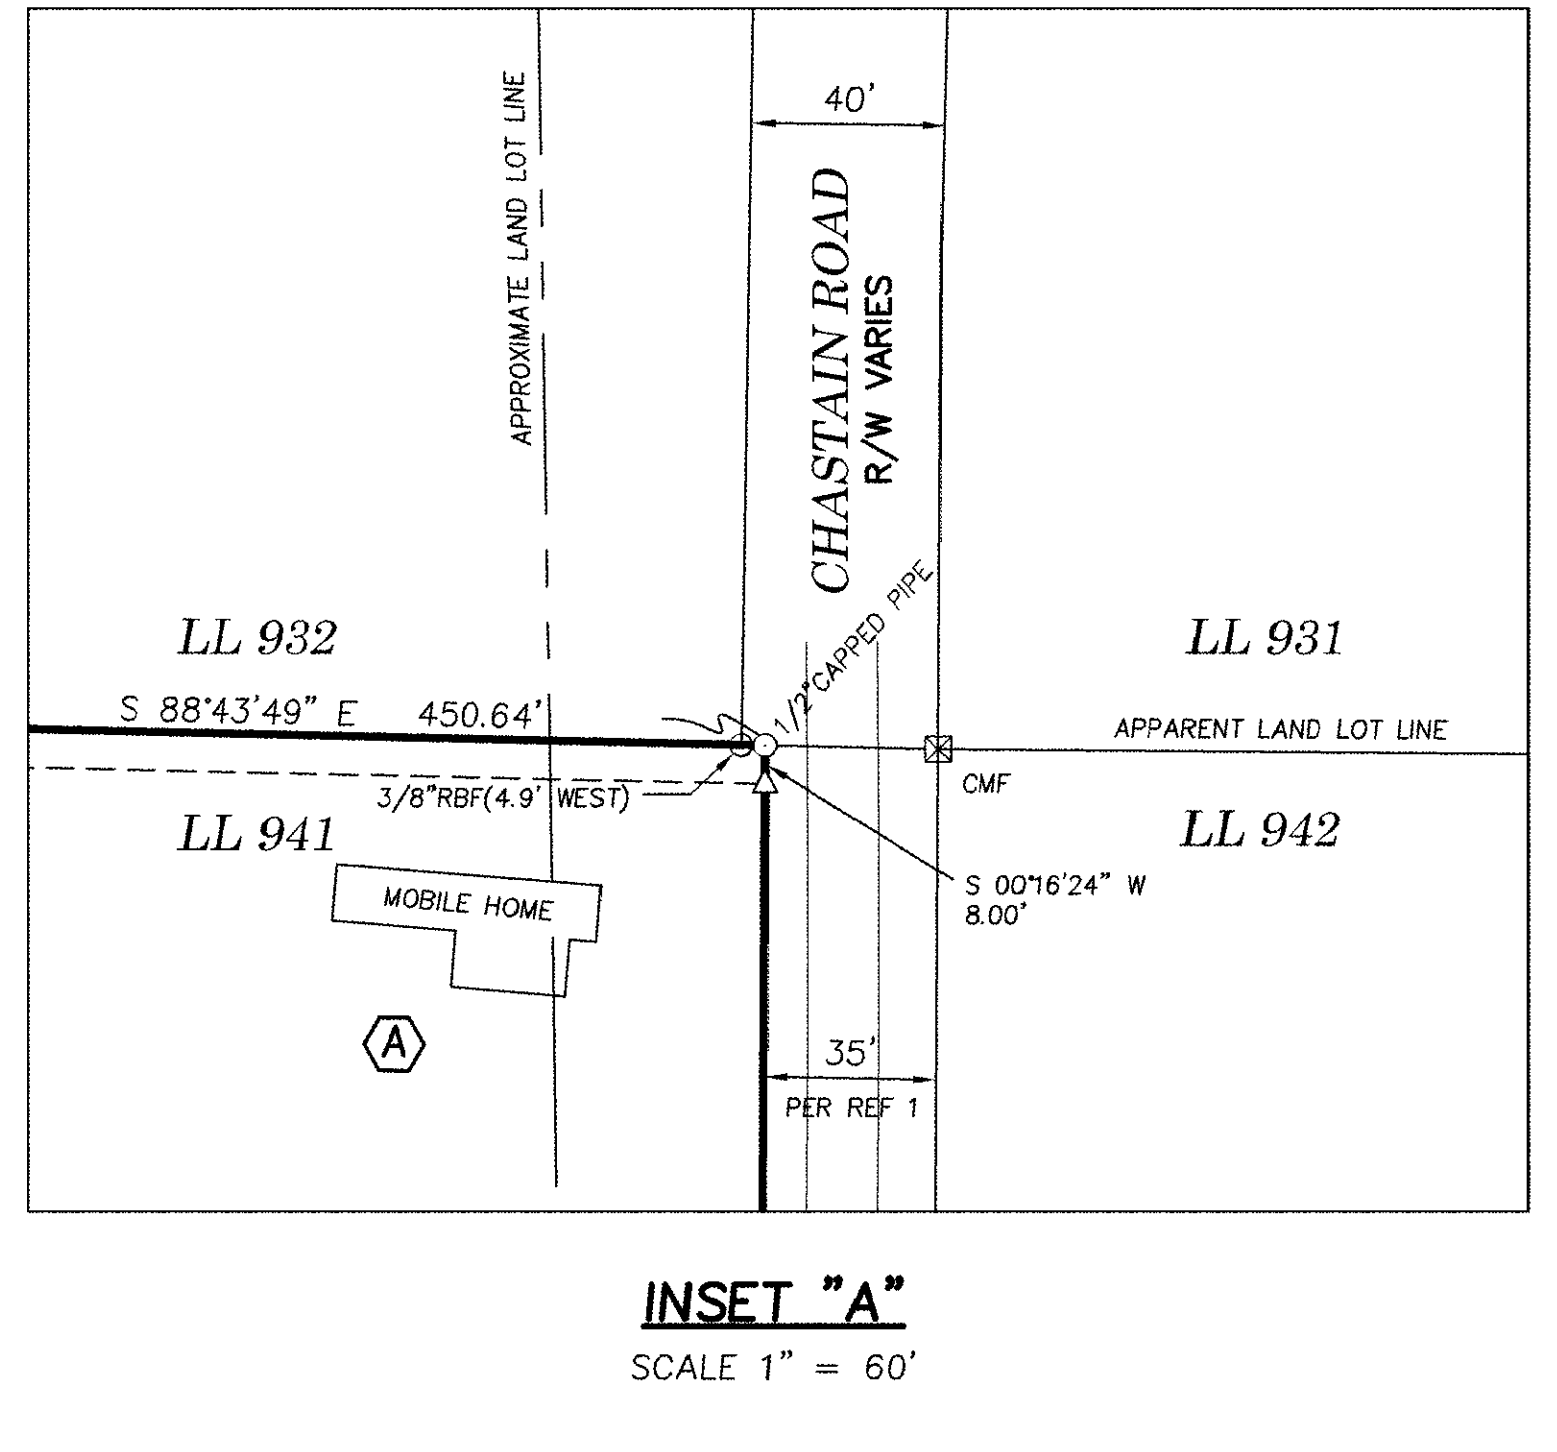 40'
APPROXIMATE LAND LOT LINE
CHASTAIN ROAD
R/W VARIES
1/2"CAPPED PIPE
LL 932
LL 931
S 88°43'49" E 450.64'
APPARENT LAND LOT LINE
3/8"RBF(4.9' WEST)
CMF
LL 941
LL 942
S 00°16'24" W
8.00'
MOBILE HOME
A
35'
PER REF 1
INSET "A"
SCALE 1" = 60'